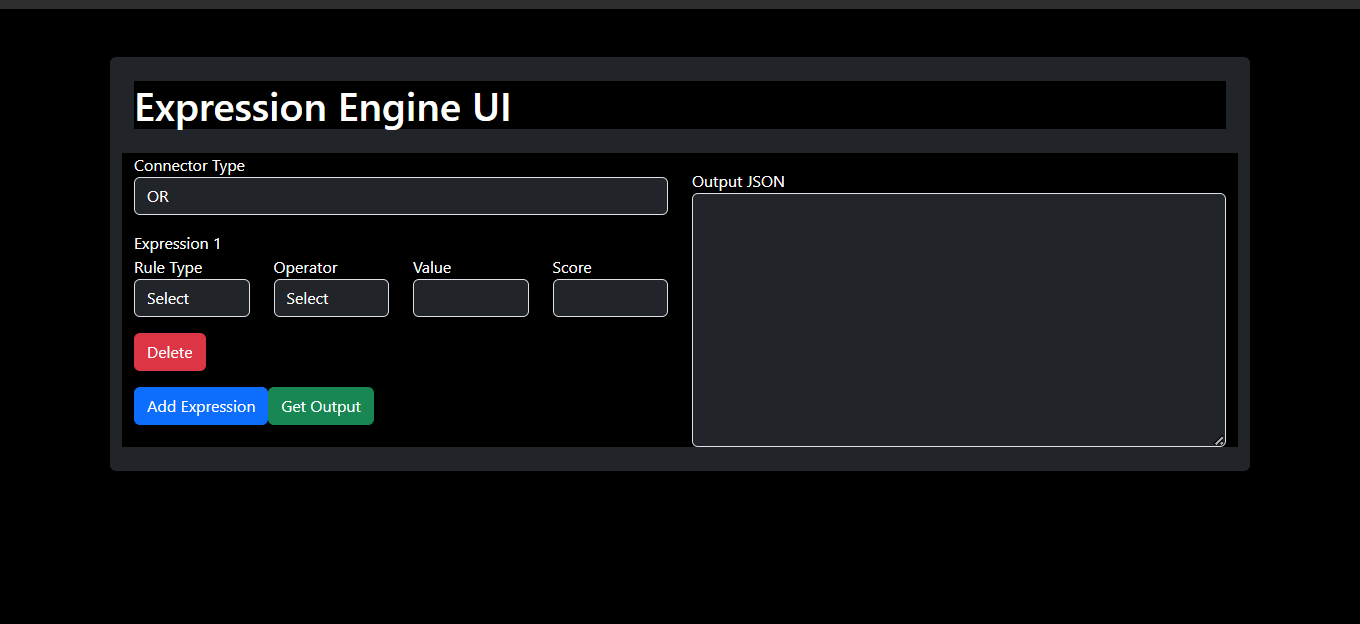 Expression Engine UI
Connector Type
OR
Expression 1
Rule Type Operator Value Score
Select Select
Delete
Add Expression Get Output
Output JSON